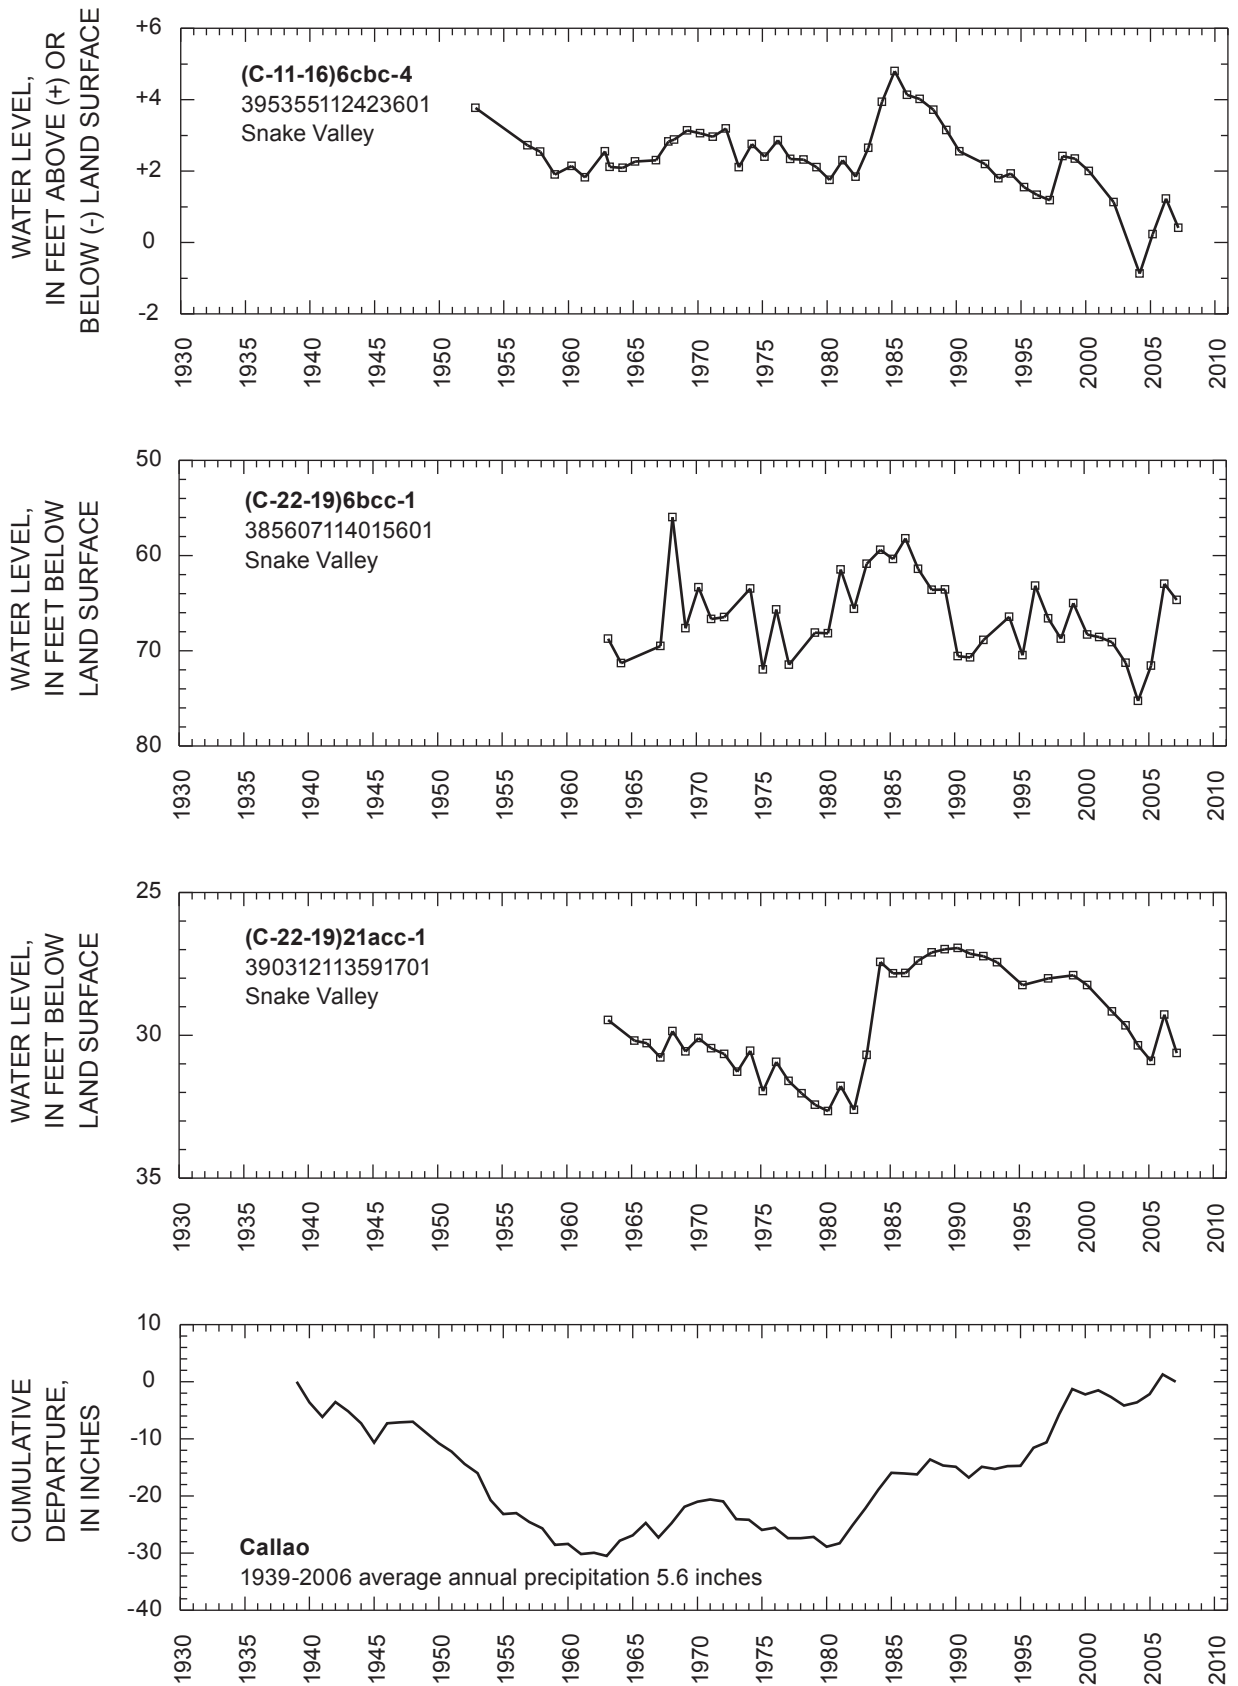 WATER LEVEL,
IN FEET ABOVE (+) OR
BELOW (-) LAND SURFACE
+6
+4
+2
0
-2
(C-11-16)6cbc-4
395355112423601
Snake Valley
1930 1935 1940 1945 1950 1955 1960 1965 1970 1975 1980 1985 1990 1995 2000 2005 2010
WATER LEVEL,
IN FEET BELOW
LAND SURFACE
50
60
70
80
(C-22-19)6bcc-1
385607114015601
Snake Valley
1930 1935 1940 1945 1950 1955 1960 1965 1970 1975 1980 1985 1990 1995 2000 2005 2010
WATER LEVEL,
IN FEET BELOW
LAND SURFACE
25
30
35
(C-22-19)21acc-1
390312113591701
Snake Valley
1930 1935 1940 1945 1950 1955 1960 1965 1970 1975 1980 1985 1990 1995 2000 2005 2010
CUMULATIVE
DEPARTURE,
IN INCHES
10
0
-10
-20
-30
-40
Callao
1939-2006 average annual precipitation 5.6 inches
1930 1935 1940 1945 1950 1955 1960 1965 1970 1975 1980 1985 1990 1995 2000 2005 2010